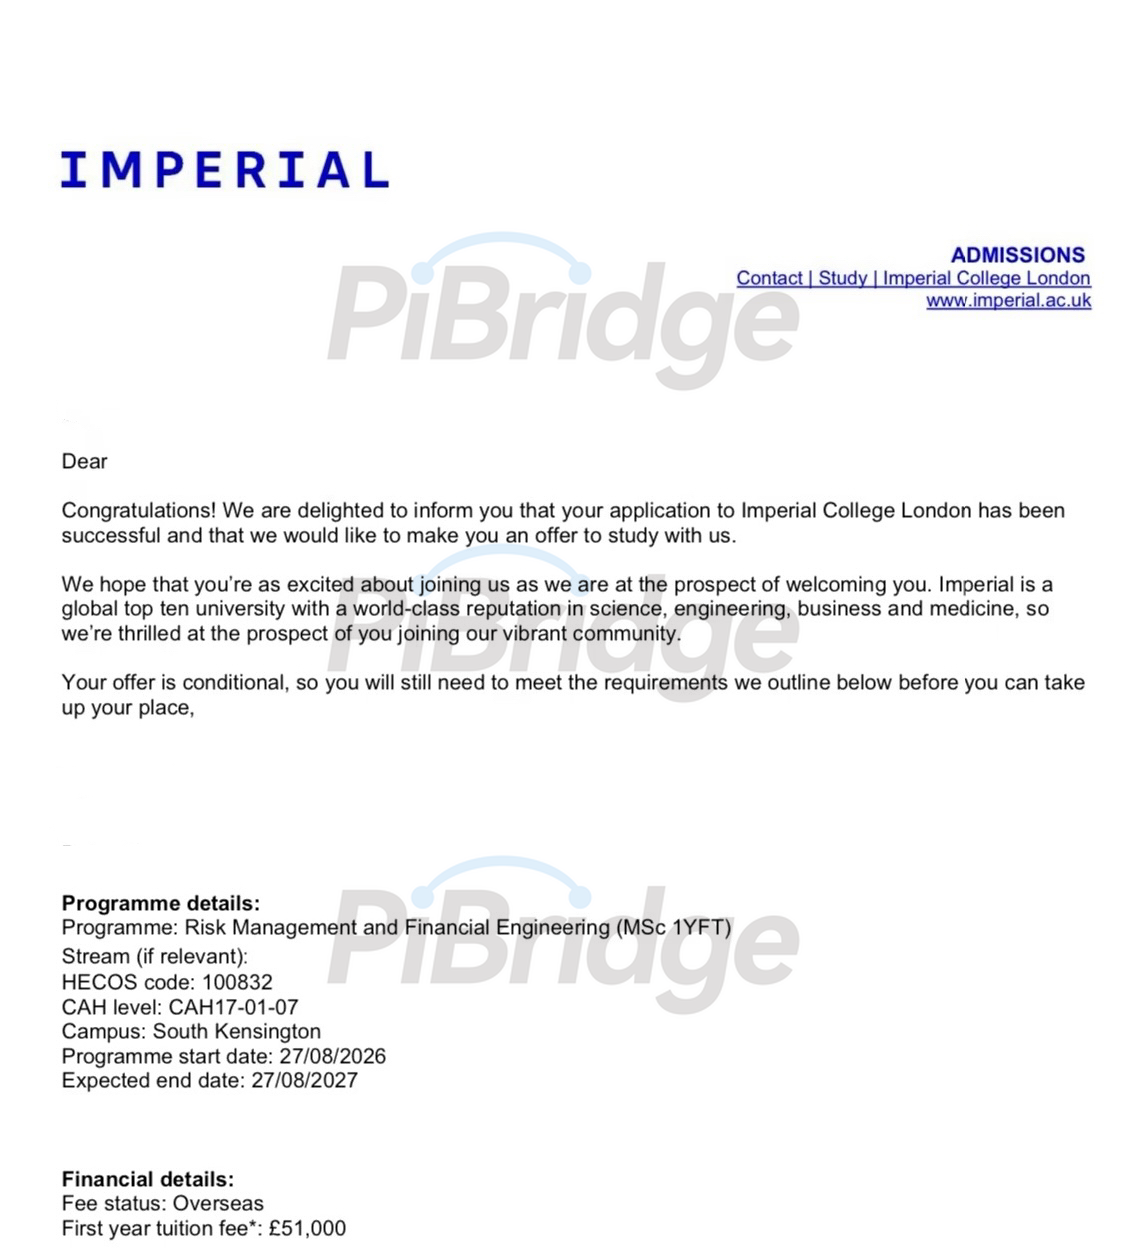 IMPERIAL
PiBridge
ADMISSIONS
Contact | Study | Imperial College London
www.imperial.ac.uk
Dear
Congratulations! We are delighted to inform you that your application to Imperial College London has been
successful and that we would like to make you an offer to study with us.
PiBridge
We hope that you're as excited about joining us as we are at the prospect of welcoming you. Imperial is a
global top ten university with a world-class reputation in science, engineering, business and medicine, so
we're thrilled at the prospect of you joining our vibrant community.
Your offer is conditional, so you will still need to meet the requirements we outline below before you can take
up your place,
PiBridge
Programme details:
Programme: Risk Management and Financial Engineering (MSc 1YFT)
Stream (if relevant):
HECOS code: 100832
CAH level: CAH17-01-07
Campus: South Kensington
Programme start date: 27/08/2026
Expected end date: 27/08/2027
Financial details:
Fee status: Overseas
First year tuition fee*: £51,000